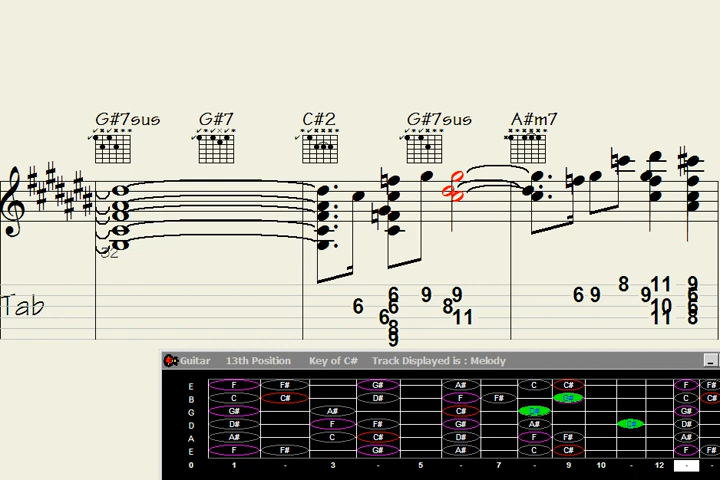 G#7sus G#7 C#2 G#7sus A#m7
32
8 11 9
6 9 9 6 9 9 6
6 6 8 10 6
6 11 11 8
8
9
Tab
Guitar 13th Position Key of C# Track Displayed is : Melody
E F F# G# A# C C# F F#
B C C# D# F F# G# C C#
G G# A# C# D# G#
D D# F F# G# A# C# D#
A A# C C# D# F F# A#
E F F# G# A# C C# F F#
0 1 - 3 - 5 - 7 - 9 10 - 12 - -